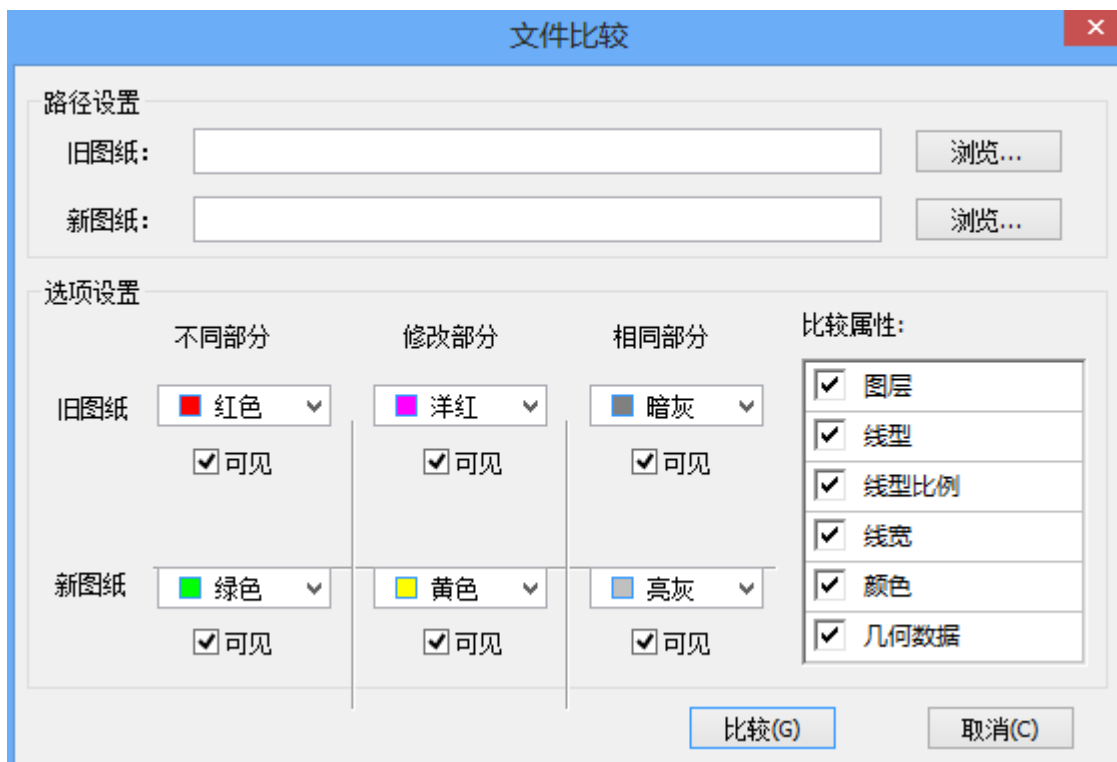 文件比较
路径设置
旧图纸： 浏览...
新图纸： 浏览...
选项设置
不同部分 修改部分 相同部分 比较属性：
旧图纸 红色 洋红 暗灰
可见 可见 可见
新图纸 绿色 黄色 亮灰
可见 可见 可见
图层
线型
线型比例
线宽
颜色
几何数据
比较(G) 取消(C)